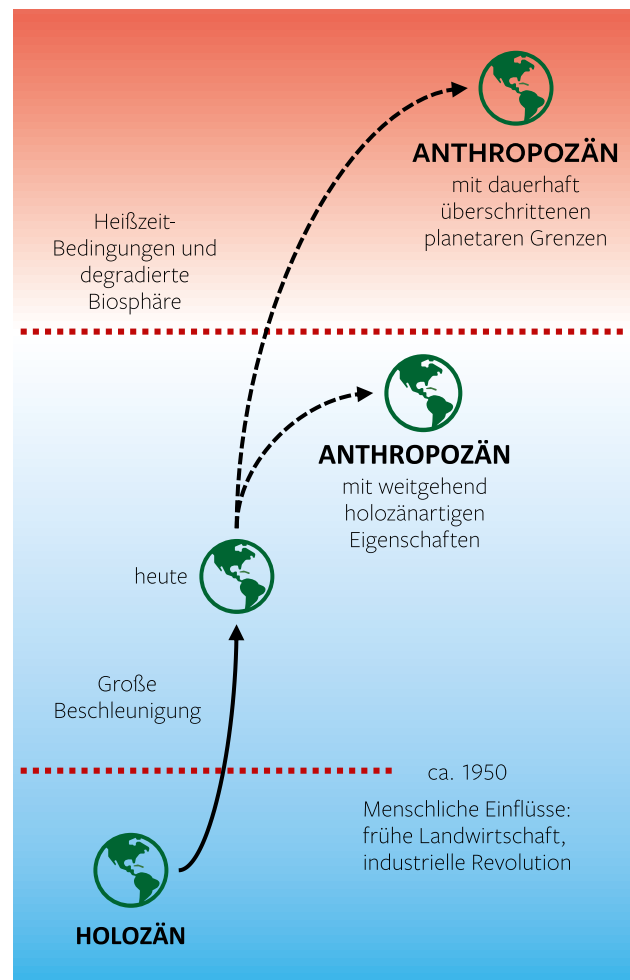 ANTHROPOZÄN
mit dauerhaft
überschrittenen
planetaren Grenzen
Heißzeit-
Bedingungen und
degradierte
Biosphäre
ANTHROPOZÄN
mit weitgehend
holozänartigen
Eigenschaften
heute
Große
Beschleunigung
ca. 1950
Menschliche Einflüsse:
frühe Landwirtschaft,
industrielle Revolution
HOLOZÄN